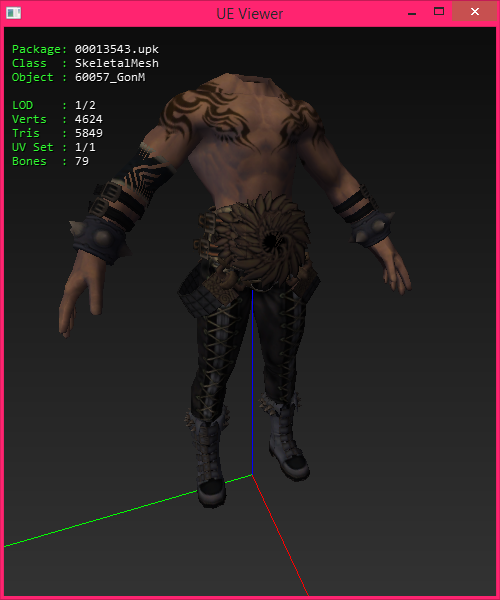 UE Viewer
Package: 00013543.upk
Class : SkeletalMesh
Object : 60057_GonM
LOD : 1/2
Verts : 4624
Tris : 5849
UV Set : 1/1
Bones : 79